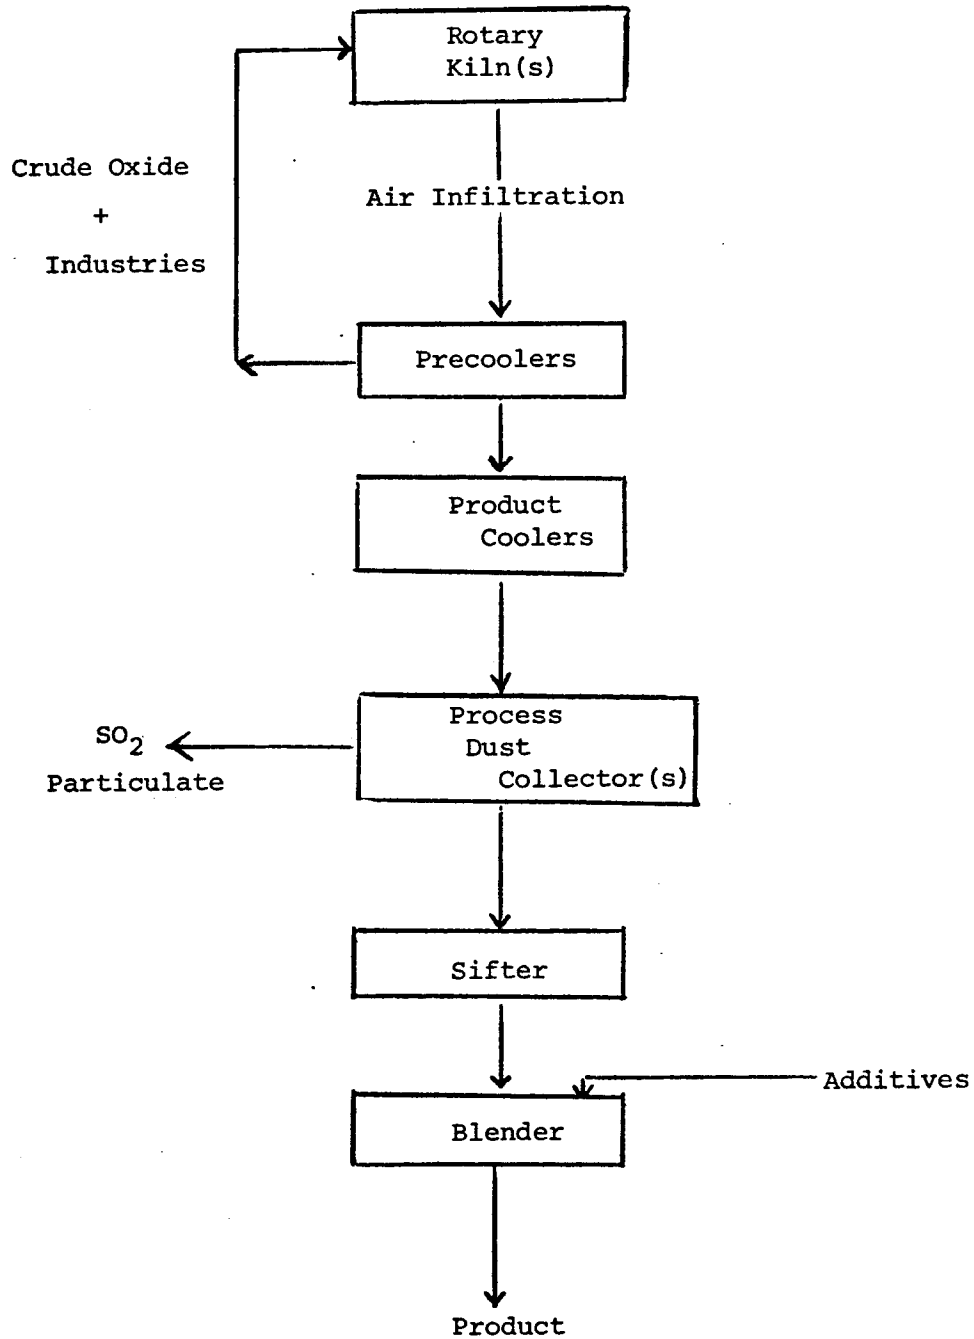 Rotary
Kiln(s)
Crude Oxide
+
Industries
Air Infiltration
Precoolers
Product
Coolers
Process
Dust
Collector(s)
SO₂
Particulate
Sifter
Additives
Blender
Product